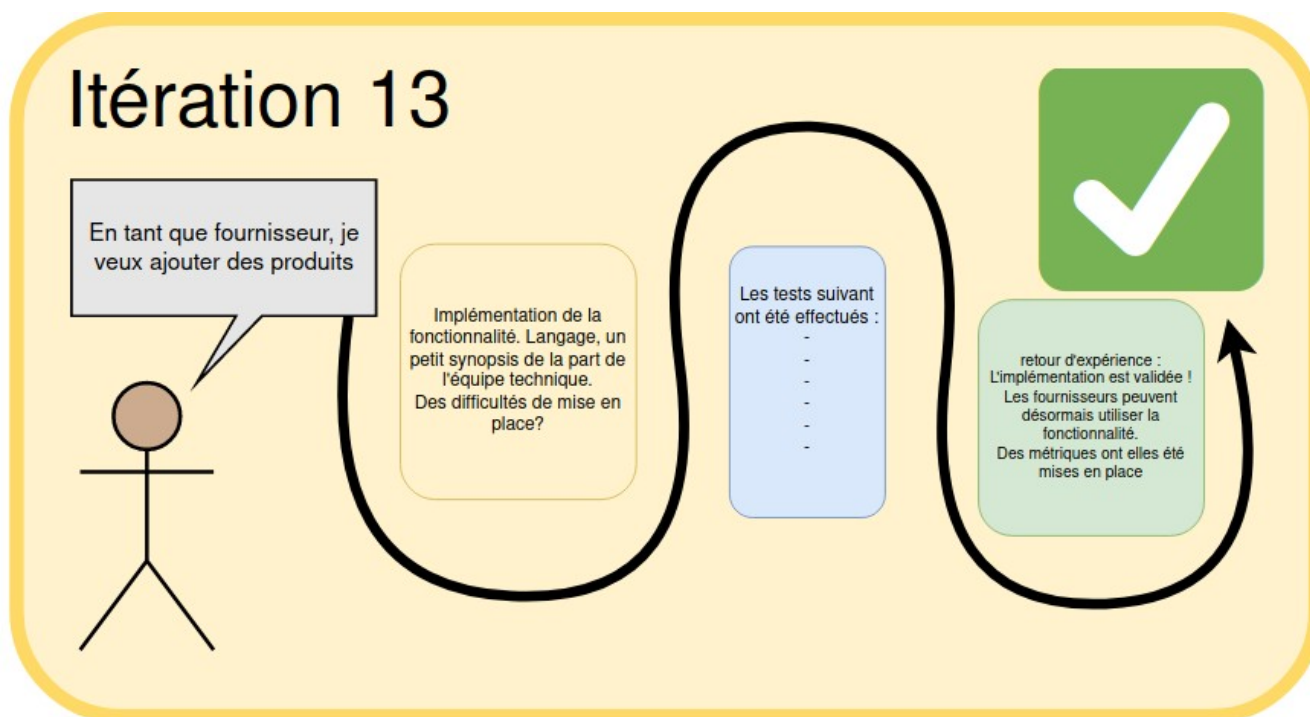 Itération 13
En tant que fournisseur, je
veux ajouter des produits
Implémentation de la
fonctionnalité. Langage, un
petit synopsis de la part de
l'équipe technique.
Des difficultés de mise en
place?
Les tests suivant
ont été effectués :
-
-
-
-
-
-
retour d'expérience :
L'implémentation est validée !
Les fournisseurs peuvent
désormais utiliser la
fonctionnalité.
Des métriques ont elles été
mises en place